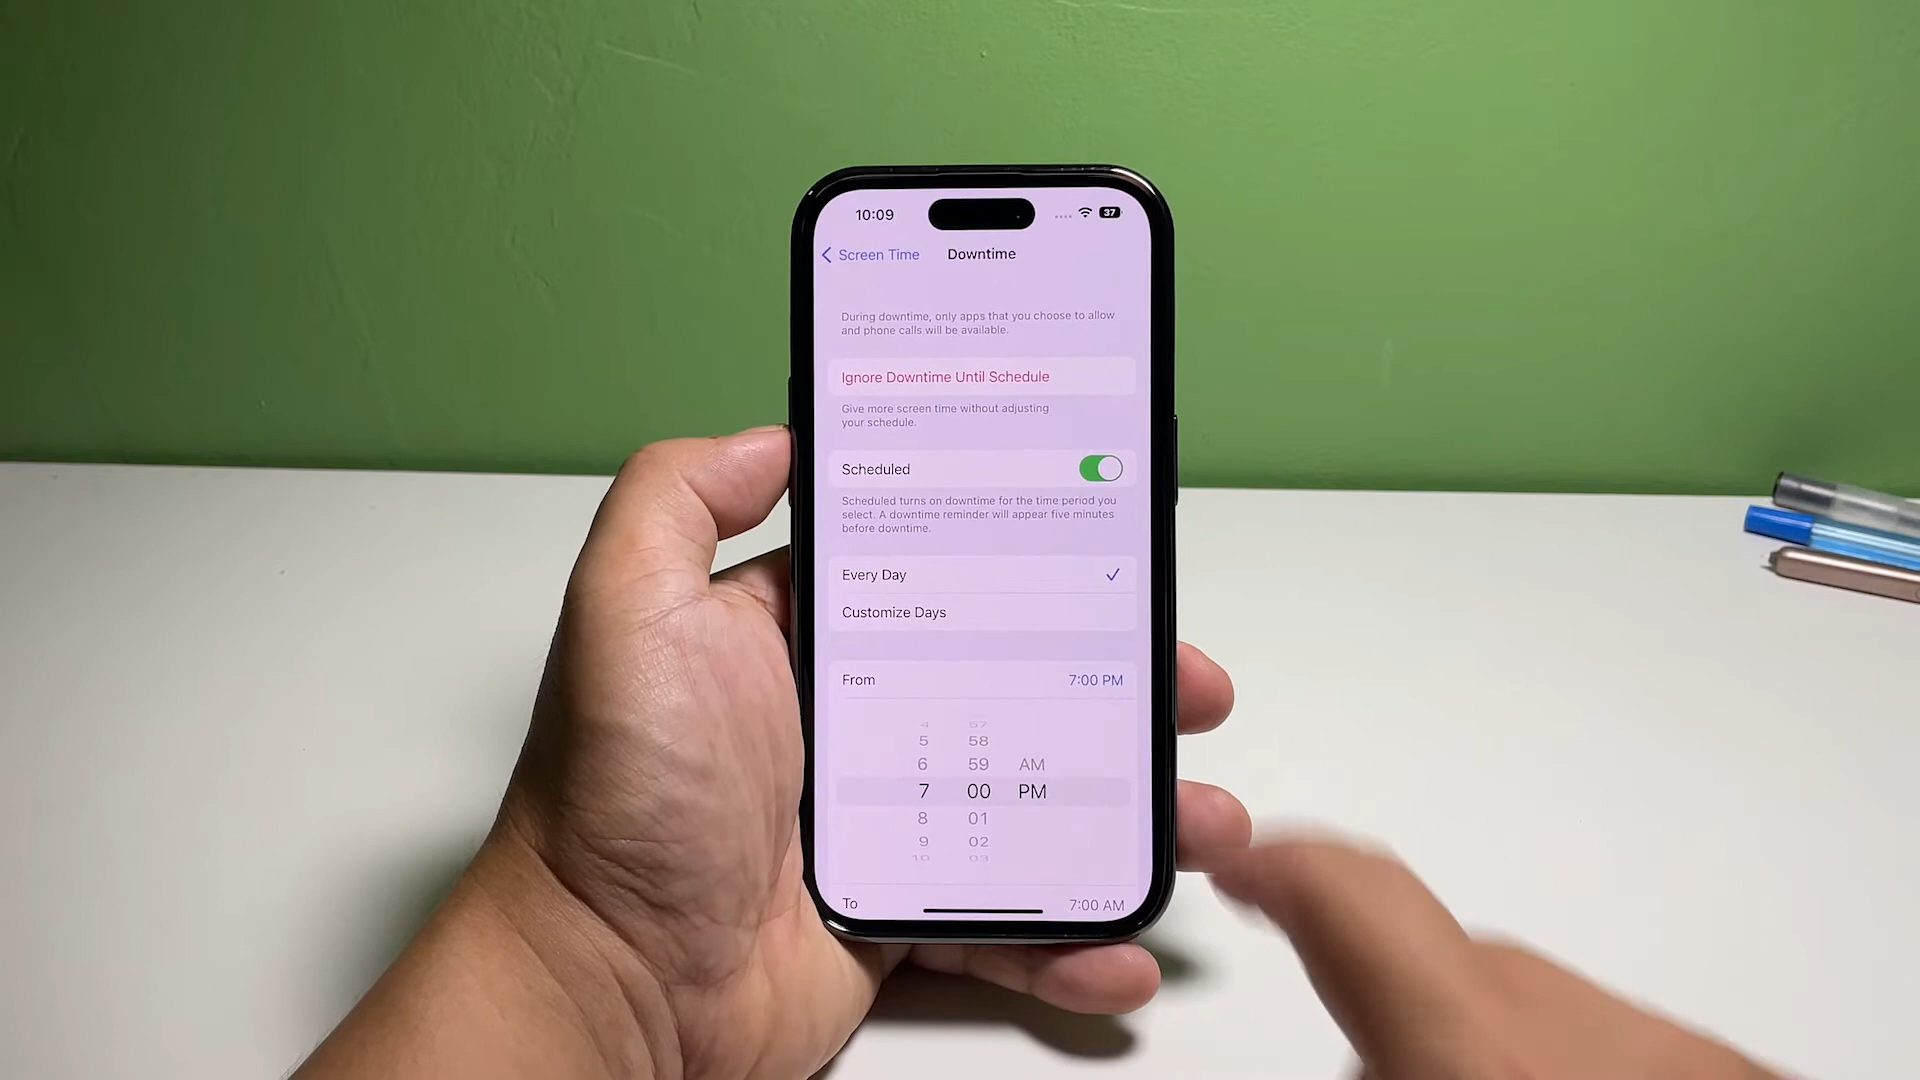 10:09
37
Screen Time
Downtime
During downtime, only apps that you choose to allow
and phone calls will be available.
Ignore Downtime Until Schedule
Give more screen time without adjusting
your schedule.
Scheduled
Scheduled turns on downtime for the time period you
select. A downtime reminder will appear five minutes
before downtime.
Every Day
Customize Days
From 7:00 PM
4 57
5 58
6 59 AM
7 00 PM
8 01
9 02
10 03
To 7:00 AM